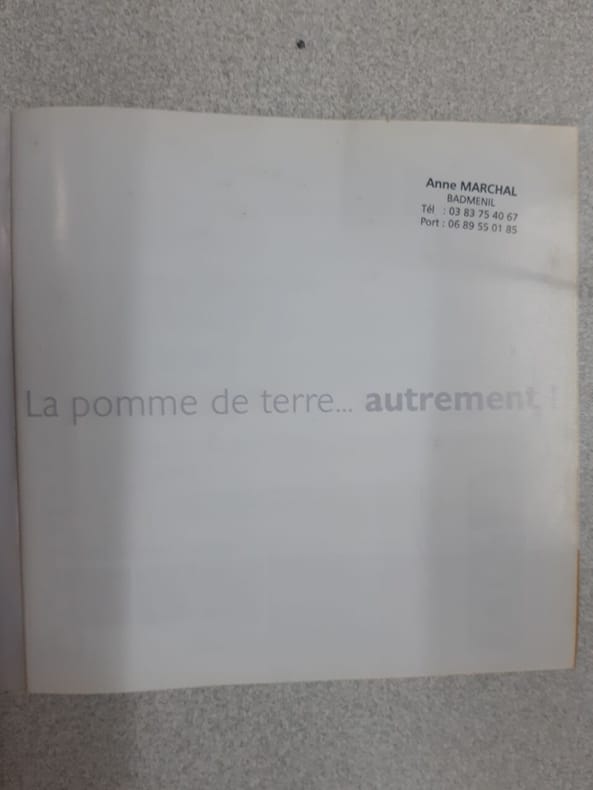 Anne MARCHAL
BADMENIL
Tél : 03 83 75 40 67
Port : 06 89 55 01 85
La pomme de terre... autrement !